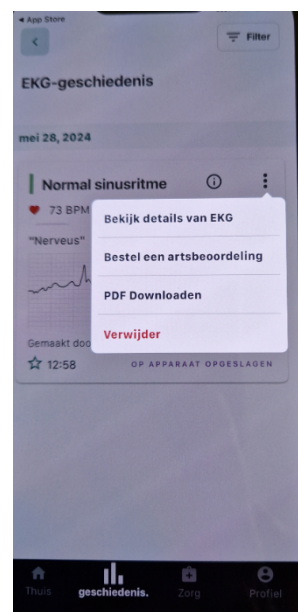 ◂ App Store
Filter
EKG-geschiedenis
mei 28, 2024
Normal sinusritme
73 BPM
"Nerveus"
Bekijk details van EKG
Bestel een artsbeoordeling
PDF Downloaden
Verwijder
Gemaakt doo
12:58 OP APPARAAT OPGESLAGEN
Thuis geschiedenis. Zorg Profiel